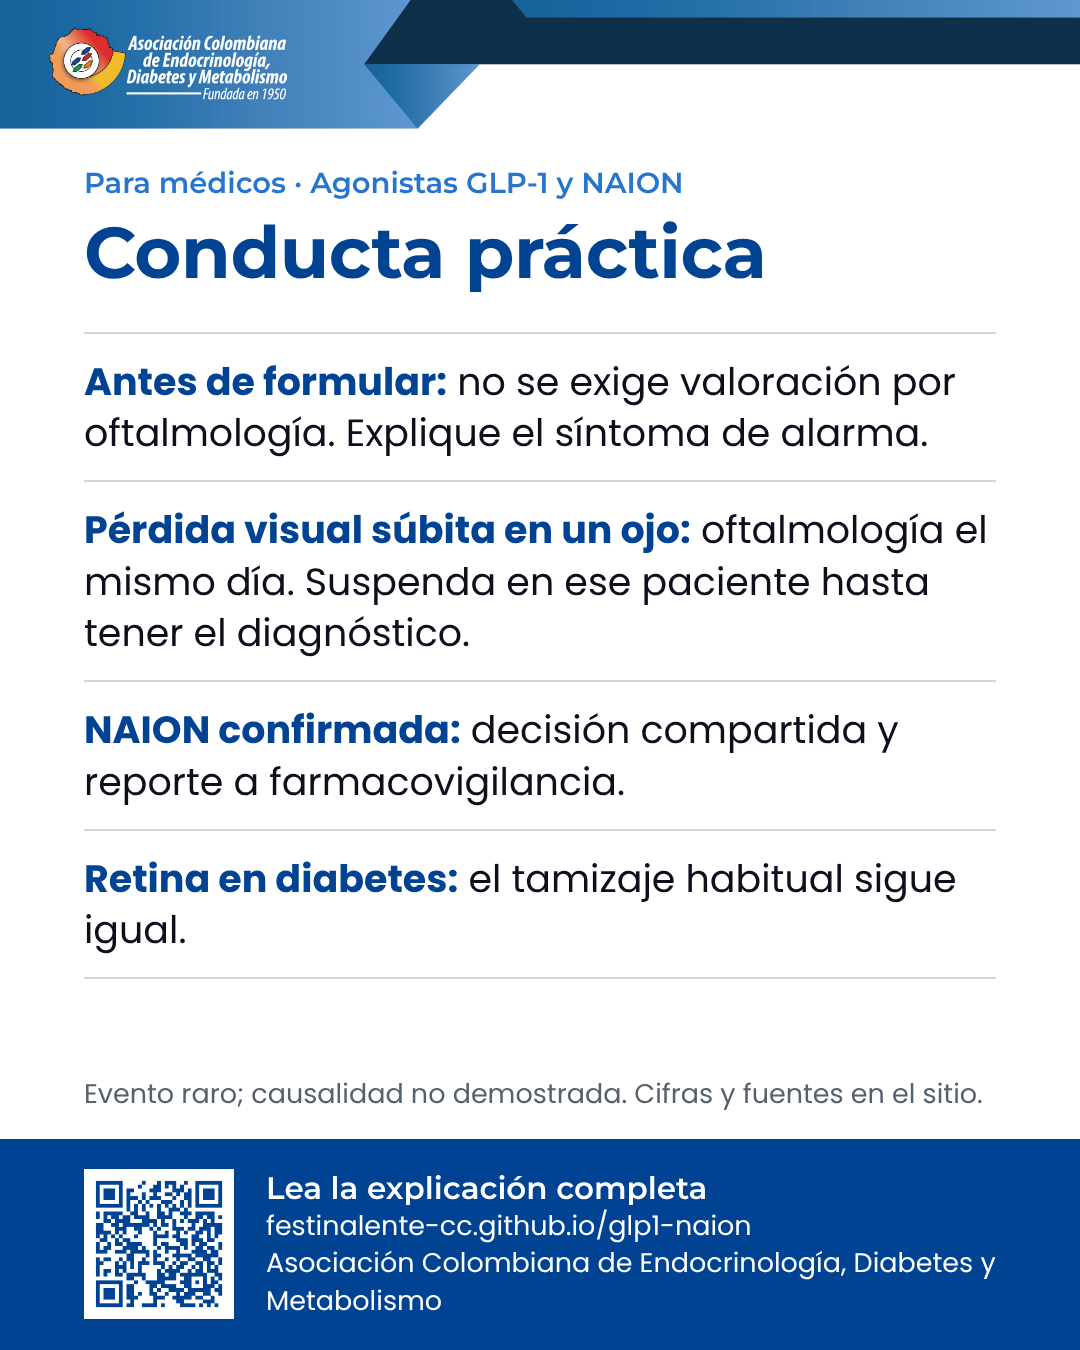 Asociación Colombiana
de Endocrinología,
Diabetes y Metabolismo
Fundada en 1950
Para médicos · Agonistas GLP-1 y NAION
Conducta práctica
Antes de formular: no se exige valoración por
oftalmología. Explique el síntoma de alarma.
Pérdida visual súbita en un ojo: oftalmología el
mismo día. Suspenda en ese paciente hasta
tener el diagnóstico.
NAION confirmada: decisión compartida y
reporte a farmacovigilancia.
Retina en diabetes: el tamizaje habitual sigue
igual.
Evento raro; causalidad no demostrada. Cifras y fuentes en el sitio.
Lea la explicación completa
festinalente-cc.github.io/glp1-naion
Asociación Colombiana de Endocrinología, Diabetes y
Metabolismo